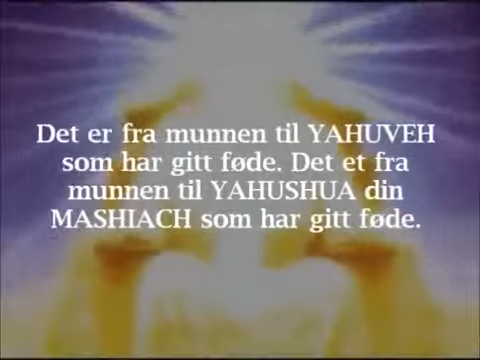 Det er fra munnen til YAHUVEH
som har gitt føde. Det et fra
munnen til YAHUSHUA din
MASHIACH som har gitt føde.